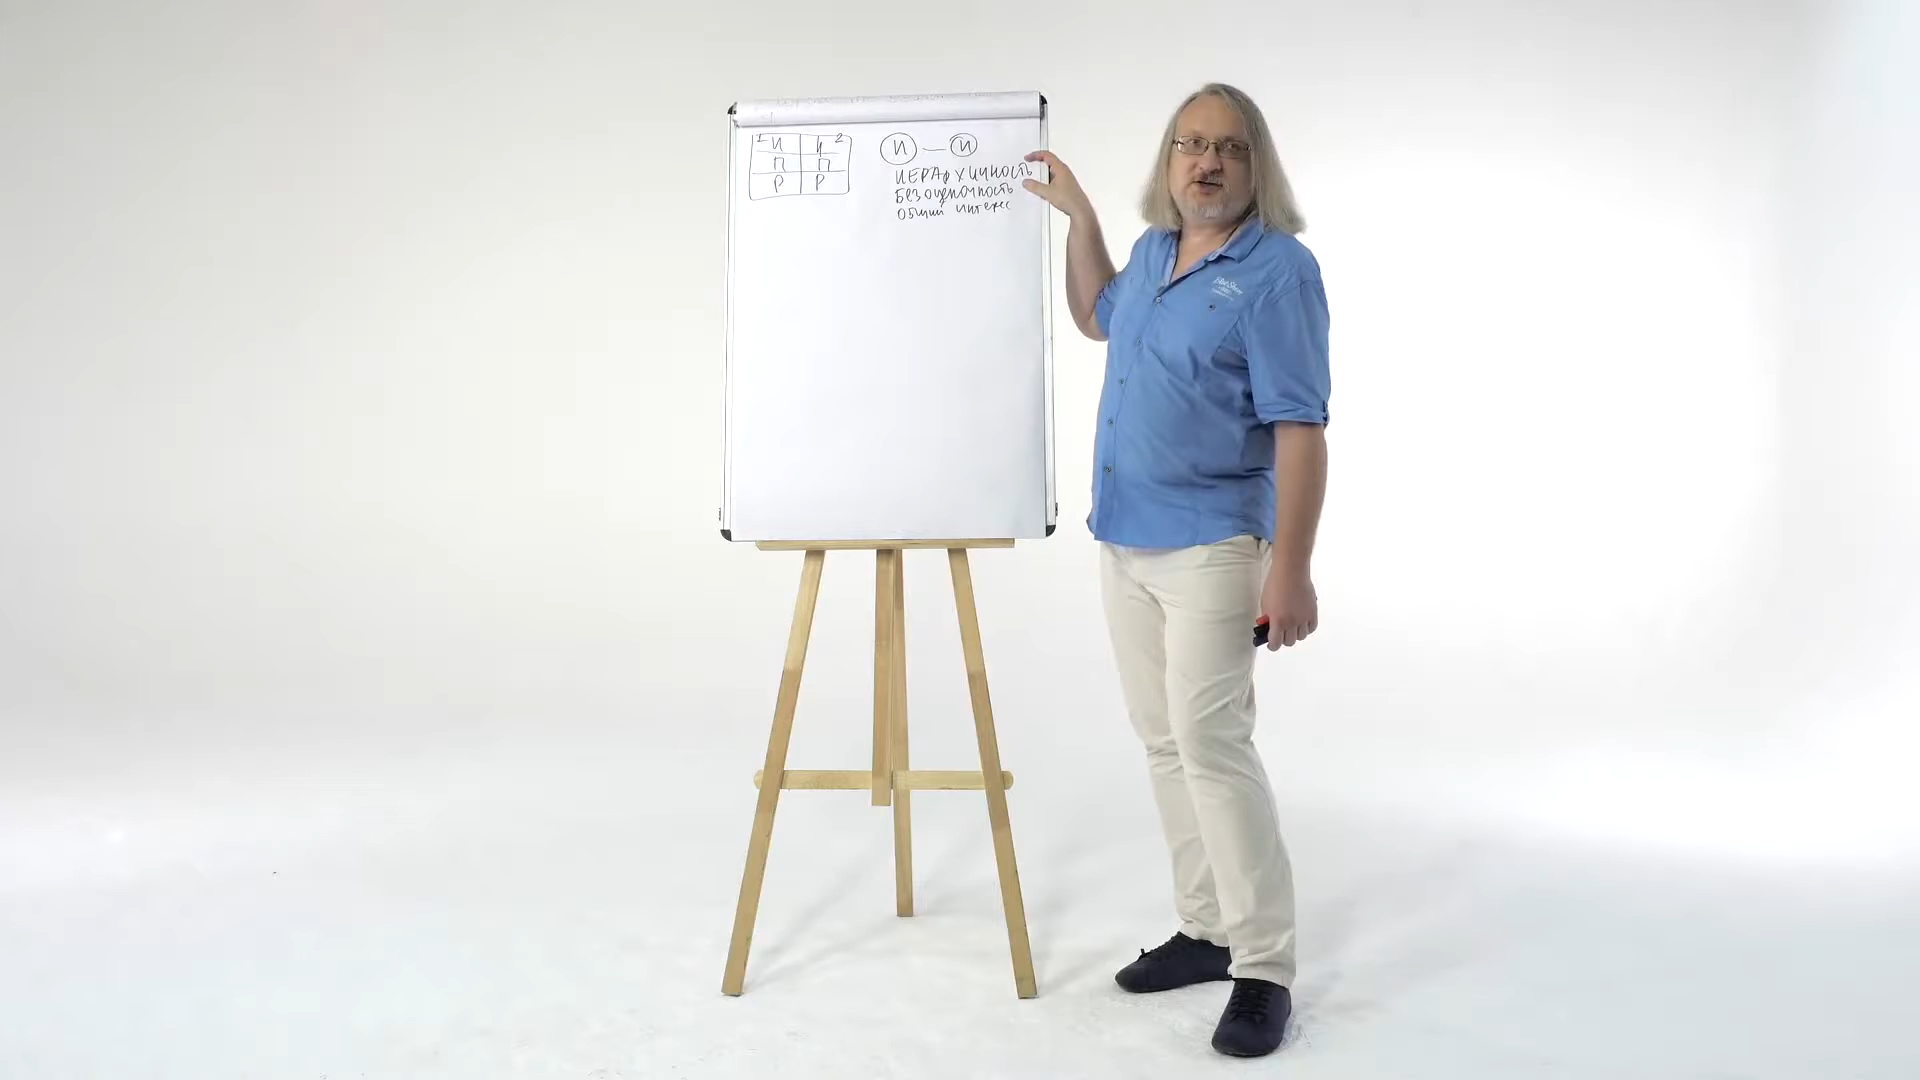 1 И И 2
П П
Р Р
И — И
ИЕРАРХИЧНОСТЬ
Безоценочность
Общий интерес